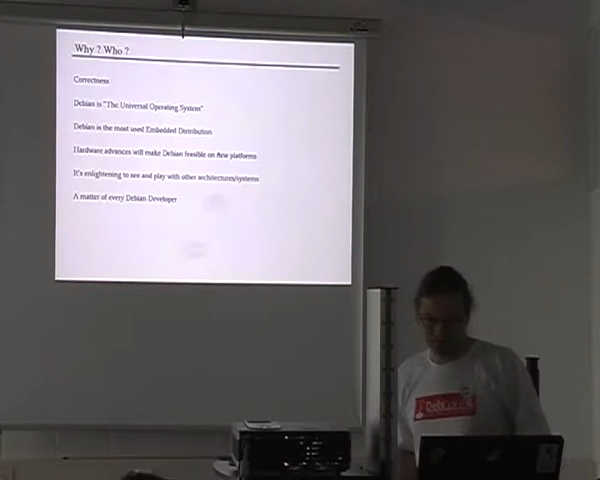 Why ? Who ?
Correctness
Debian is "The Universal Operating System"
Debian is the most used Embedded Distribution
Hardware advances will make Debian feasible on new platforms
It's enlightening to see and play with other architectures/systems
A matter of every Debian Developer